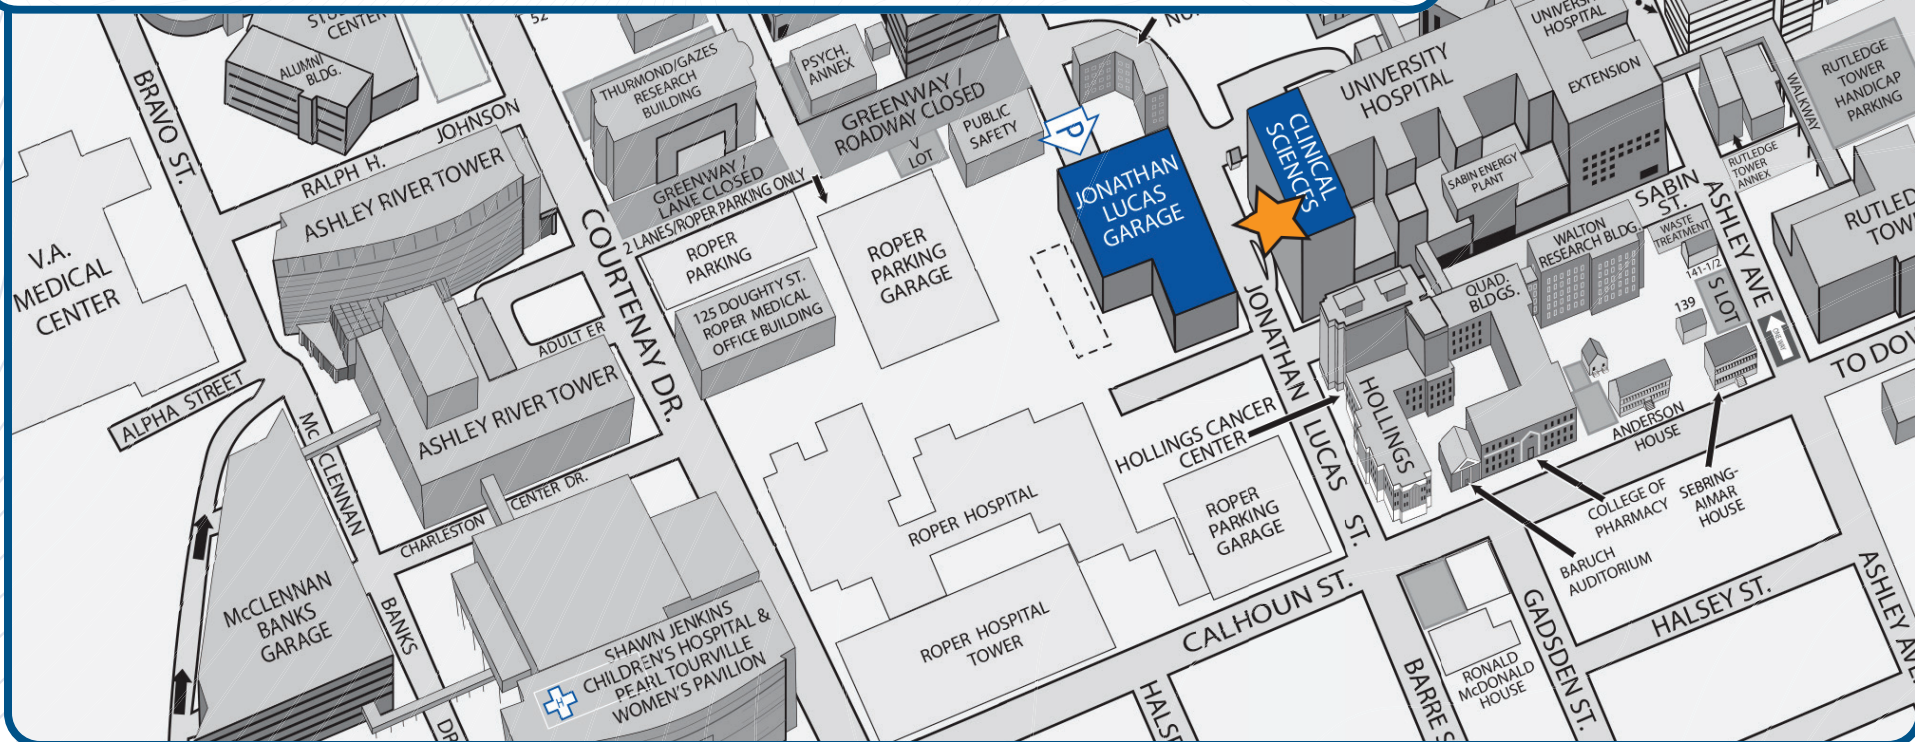 52
CENTER
ALUMNI
BLDG.
BRAVO ST.
RALPH H.
JOHNSON
ASHLEY RIVER TOWER
V.A.
MEDICAL
CENTER
ALPHA STREET
ADULT ER
ASHLEY RIVER TOWER
MC
CLENNAN
BANKS
DR
CHARLESTON
CENTER DR.
McCLENNAN
BANKS
GARAGE
H
SHAWN JENKINS
CHILDREN'S HOSPITAL &
PEARL TOURVILLE
WOMEN'S PAVILION
COURTENAY DR.
THURMOND/GAZES
RESEARCH
BUILDING
GREENWAY /
LANE CLOSED
2 LANES/ROPER PARKING ONLY
PSYCH.
ANNEX
GREENWAY /
ROADWAY CLOSED
V
LOT
PUBLIC
SAFETY
ROPER
PARKING
125 DOUGHTY ST.
ROPER MEDICAL
OFFICE BUILDING
ROPER
PARKING
GARAGE
P
JONATHAN
LUCAS
GARAGE
CLINICAL
SCIENCES
JONATHAN
LUCAS
ST.
UNIVERSITY
HOSPITAL
HOSPITAL
EXTENSION
SABIN ENERGY
PLANT
SABIN
ST.
WALKWAY
RUTLEDGE
TOWER
HANDICAP
PARKING
RUTLEDGE
TOWER
ANNEX
ASHLEY AVE
WALTON
RESEARCH BLDG.
WASTE
TREATMENT
141-1/2
S LOT
139
ONE WAY
QUAD.
BLDGS.
HOLLINGS
HOLLINGS CANCER
CENTER
ANDERSON
HOUSE
COLLEGE OF
PHARMACY
SEBRING-
AIMAR
HOUSE
BARUCH
AUDITORIUM
ROPER HOSPITAL
ROPER
PARKING
GARAGE
ROPER HOSPITAL
TOWER
CALHOUN ST.
BARRE S
GADSDEN ST.
HALSEY ST.
RONALD
McDONALD
HOUSE